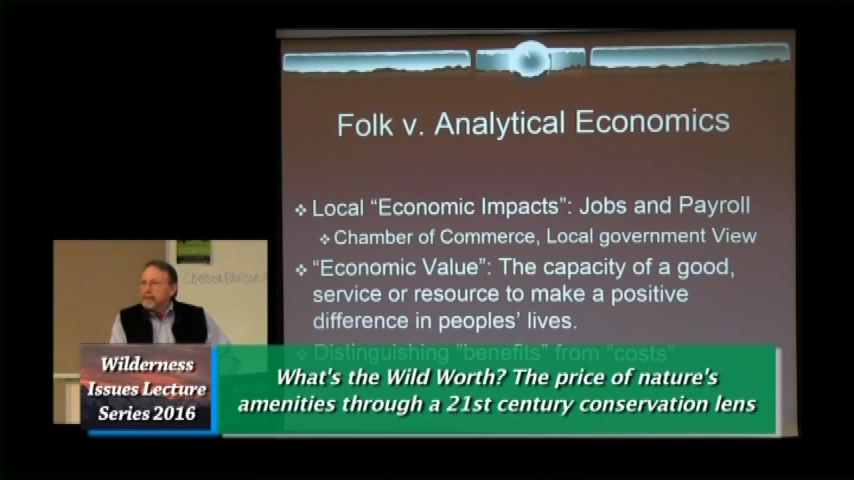 Folk v. Analytical Economics
Local "Economic Impacts": Jobs and Payroll
Chamber of Commerce, Local government View
"Economic Value": The capacity of a good,
service or resource to make a positive
difference in peoples' lives.
Distinguishing "benefits" from "costs"
Chelsea
Wilderness
Issues Lecture
Series 2016
What's the Wild Worth? The price of nature's
amenities through a 21st century conservation lens